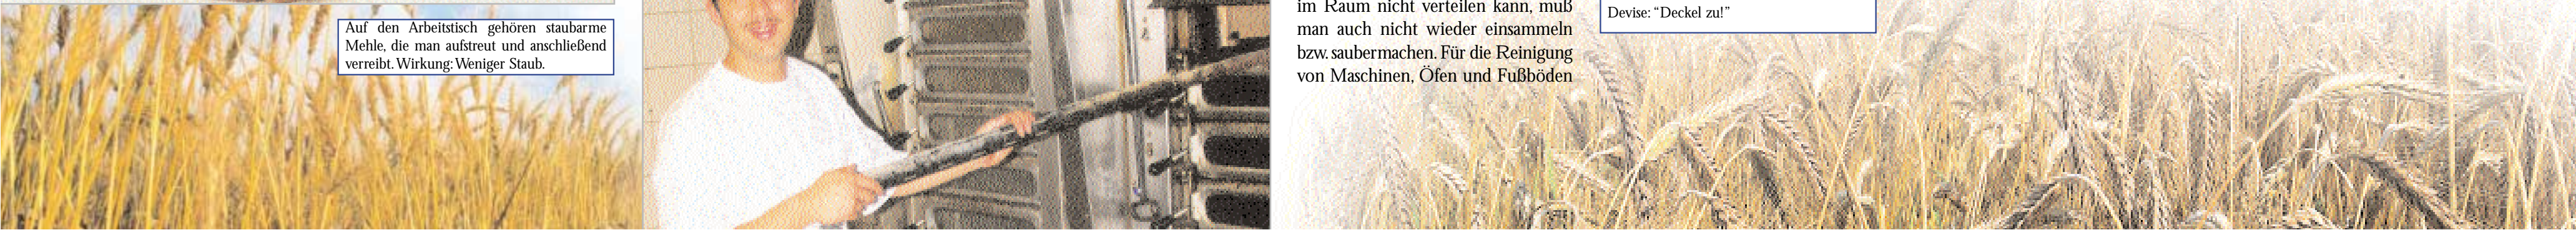 Auf den Arbeitstisch gehören staubarme
Mehle, die man aufstreut und anschließend
verreibt. Wirkung: Weniger Staub.
im Raum nicht verteilen kann, muß
man auch nicht wieder einsammeln
bzw. saubermachen. Für die Reinigung
von Maschinen, Öfen und Fußböden
Devise: “Deckel zu!”